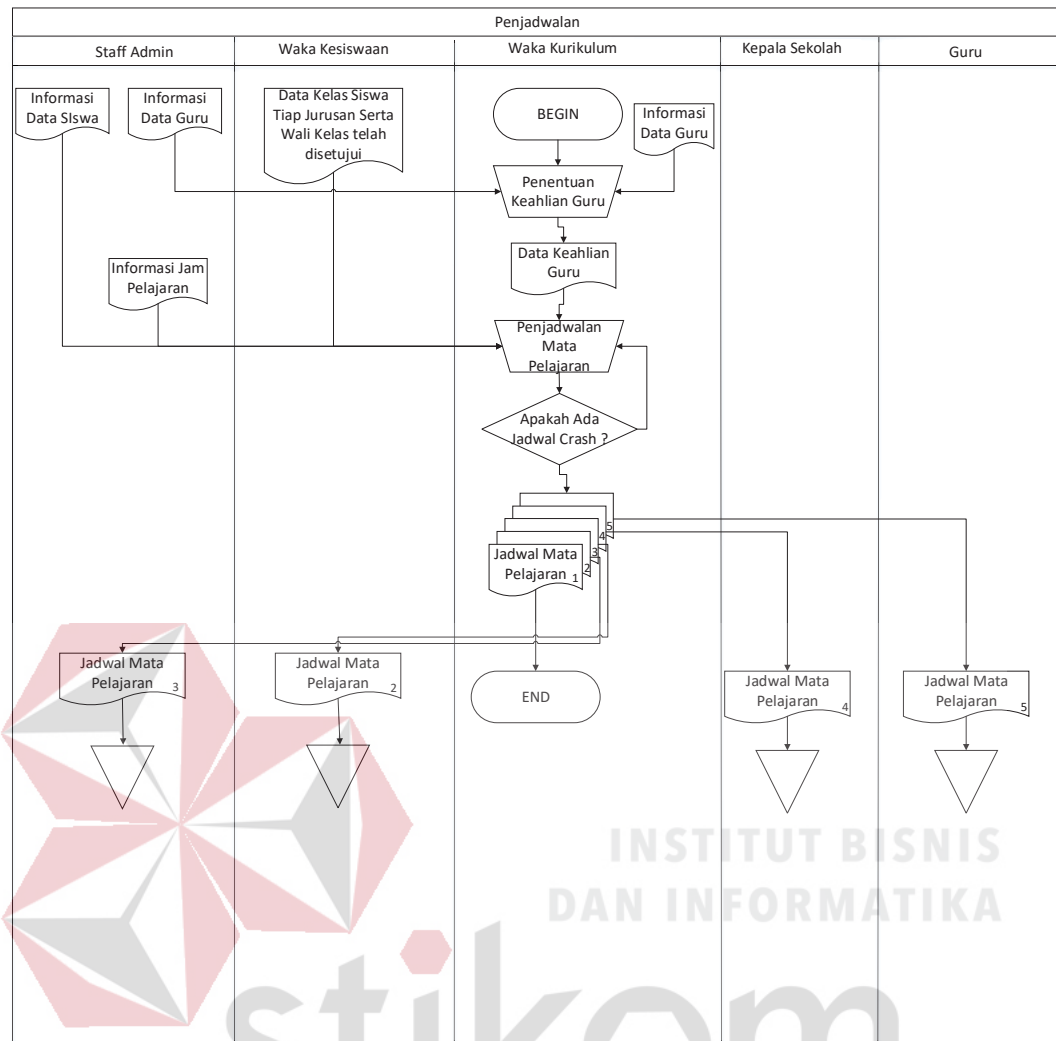 Penjadwalan
Staff Admin
Waka Kesiswaan
Waka Kurikulum
Kepala Sekolah
Guru
Informasi
Data SIswa
Informasi
Data Guru
Data Kelas Siswa
Tiap Jurusan Serta
Wali Kelas telah
disetujui
BEGIN
Informasi
Data Guru
Penentuan
Keahlian Guru
Data Keahlian
Guru
Informasi Jam
Pelajaran
Penjadwalan
Mata
Pelajaran
Apakah Ada
Jadwal Crash ?
5
4
3
2
Jadwal Mata
Pelajaran 1
Jadwal Mata
Pelajaran 3
Jadwal Mata
Pelajaran 2
END
Jadwal Mata
Pelajaran 4
Jadwal Mata
Pelajaran 5
INSTITUT BISNIS
DAN INFORMATIKA
stikom